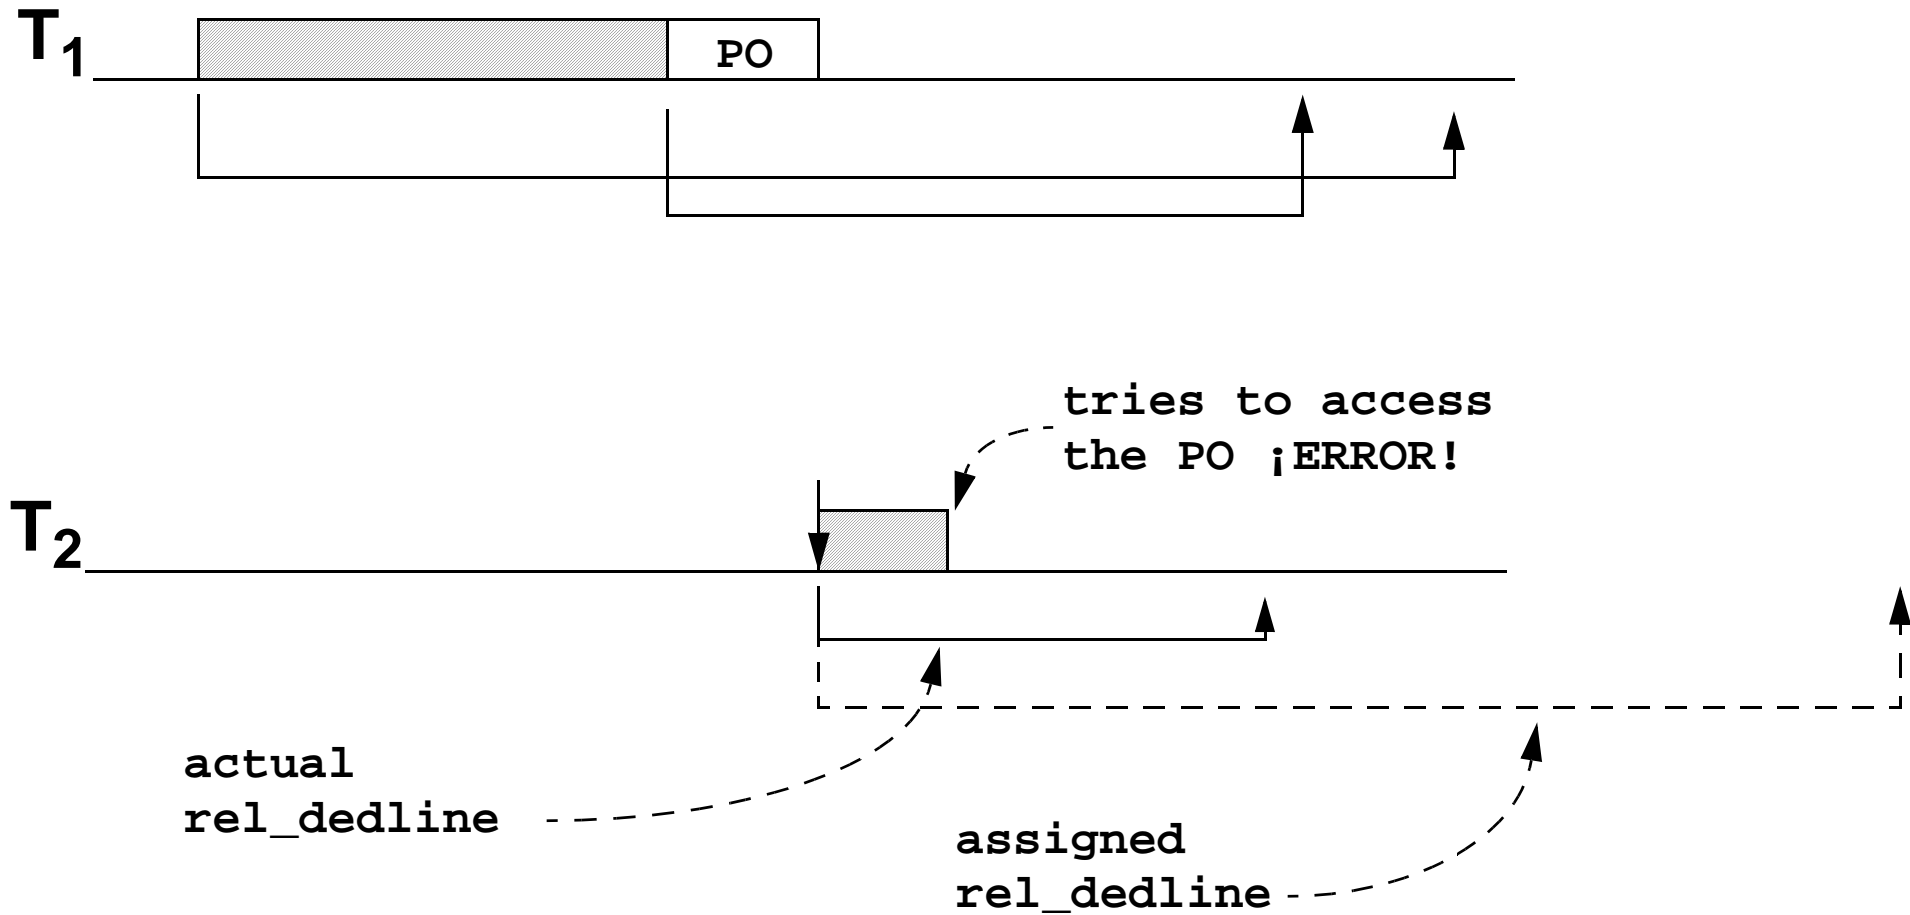 T1
PO
tries to access
the PO ¡ERROR!
T2
actual
rel_dedline
assigned
rel_dedline